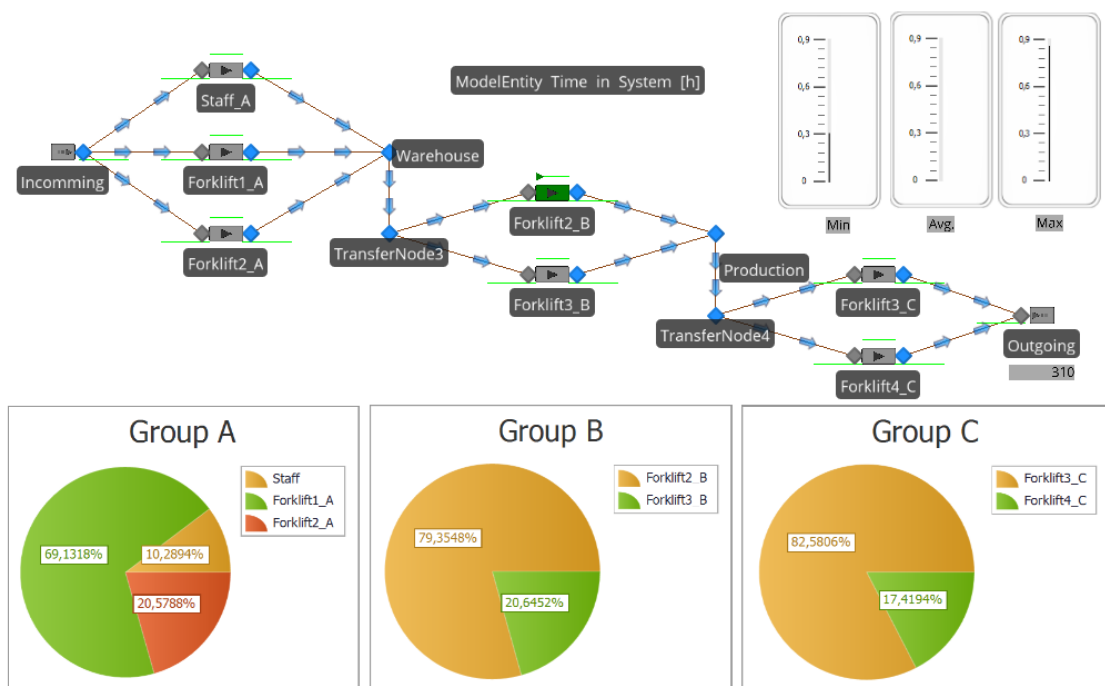 Staff_A
ModelEntity Time in System [h]
Incomming
Forklift1_A
Warehouse
Forklift2_A
TransferNode3
Forklift2_B
Forklift3_B
Production
TransferNode4
Forklift3_C
Forklift4_C
Outgoing
310
0,9
0,6
0,3
0
Min
0,9
0,6
0,3
0
Avg,
0,9
0,6
0,3
0
Max
Group A
Staff
Forklift1_A
Forklift2_A
69,1318%
10,2894%
20,5788%
Group B
Forklift2_B
Forklift3_B
79,3548%
20,6452%
Group C
Forklift3_C
Forklift4_C
82,5806%
17,4194%